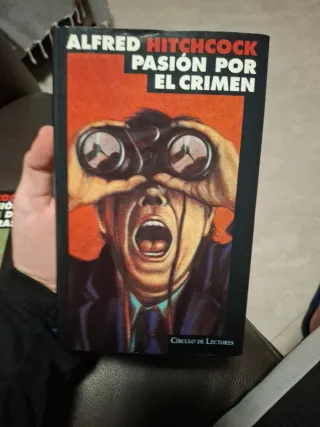 ALFRED HITCHCOCK
PASIÓN POR
EL CRIMEN
CÍRCULO DE LECTORES